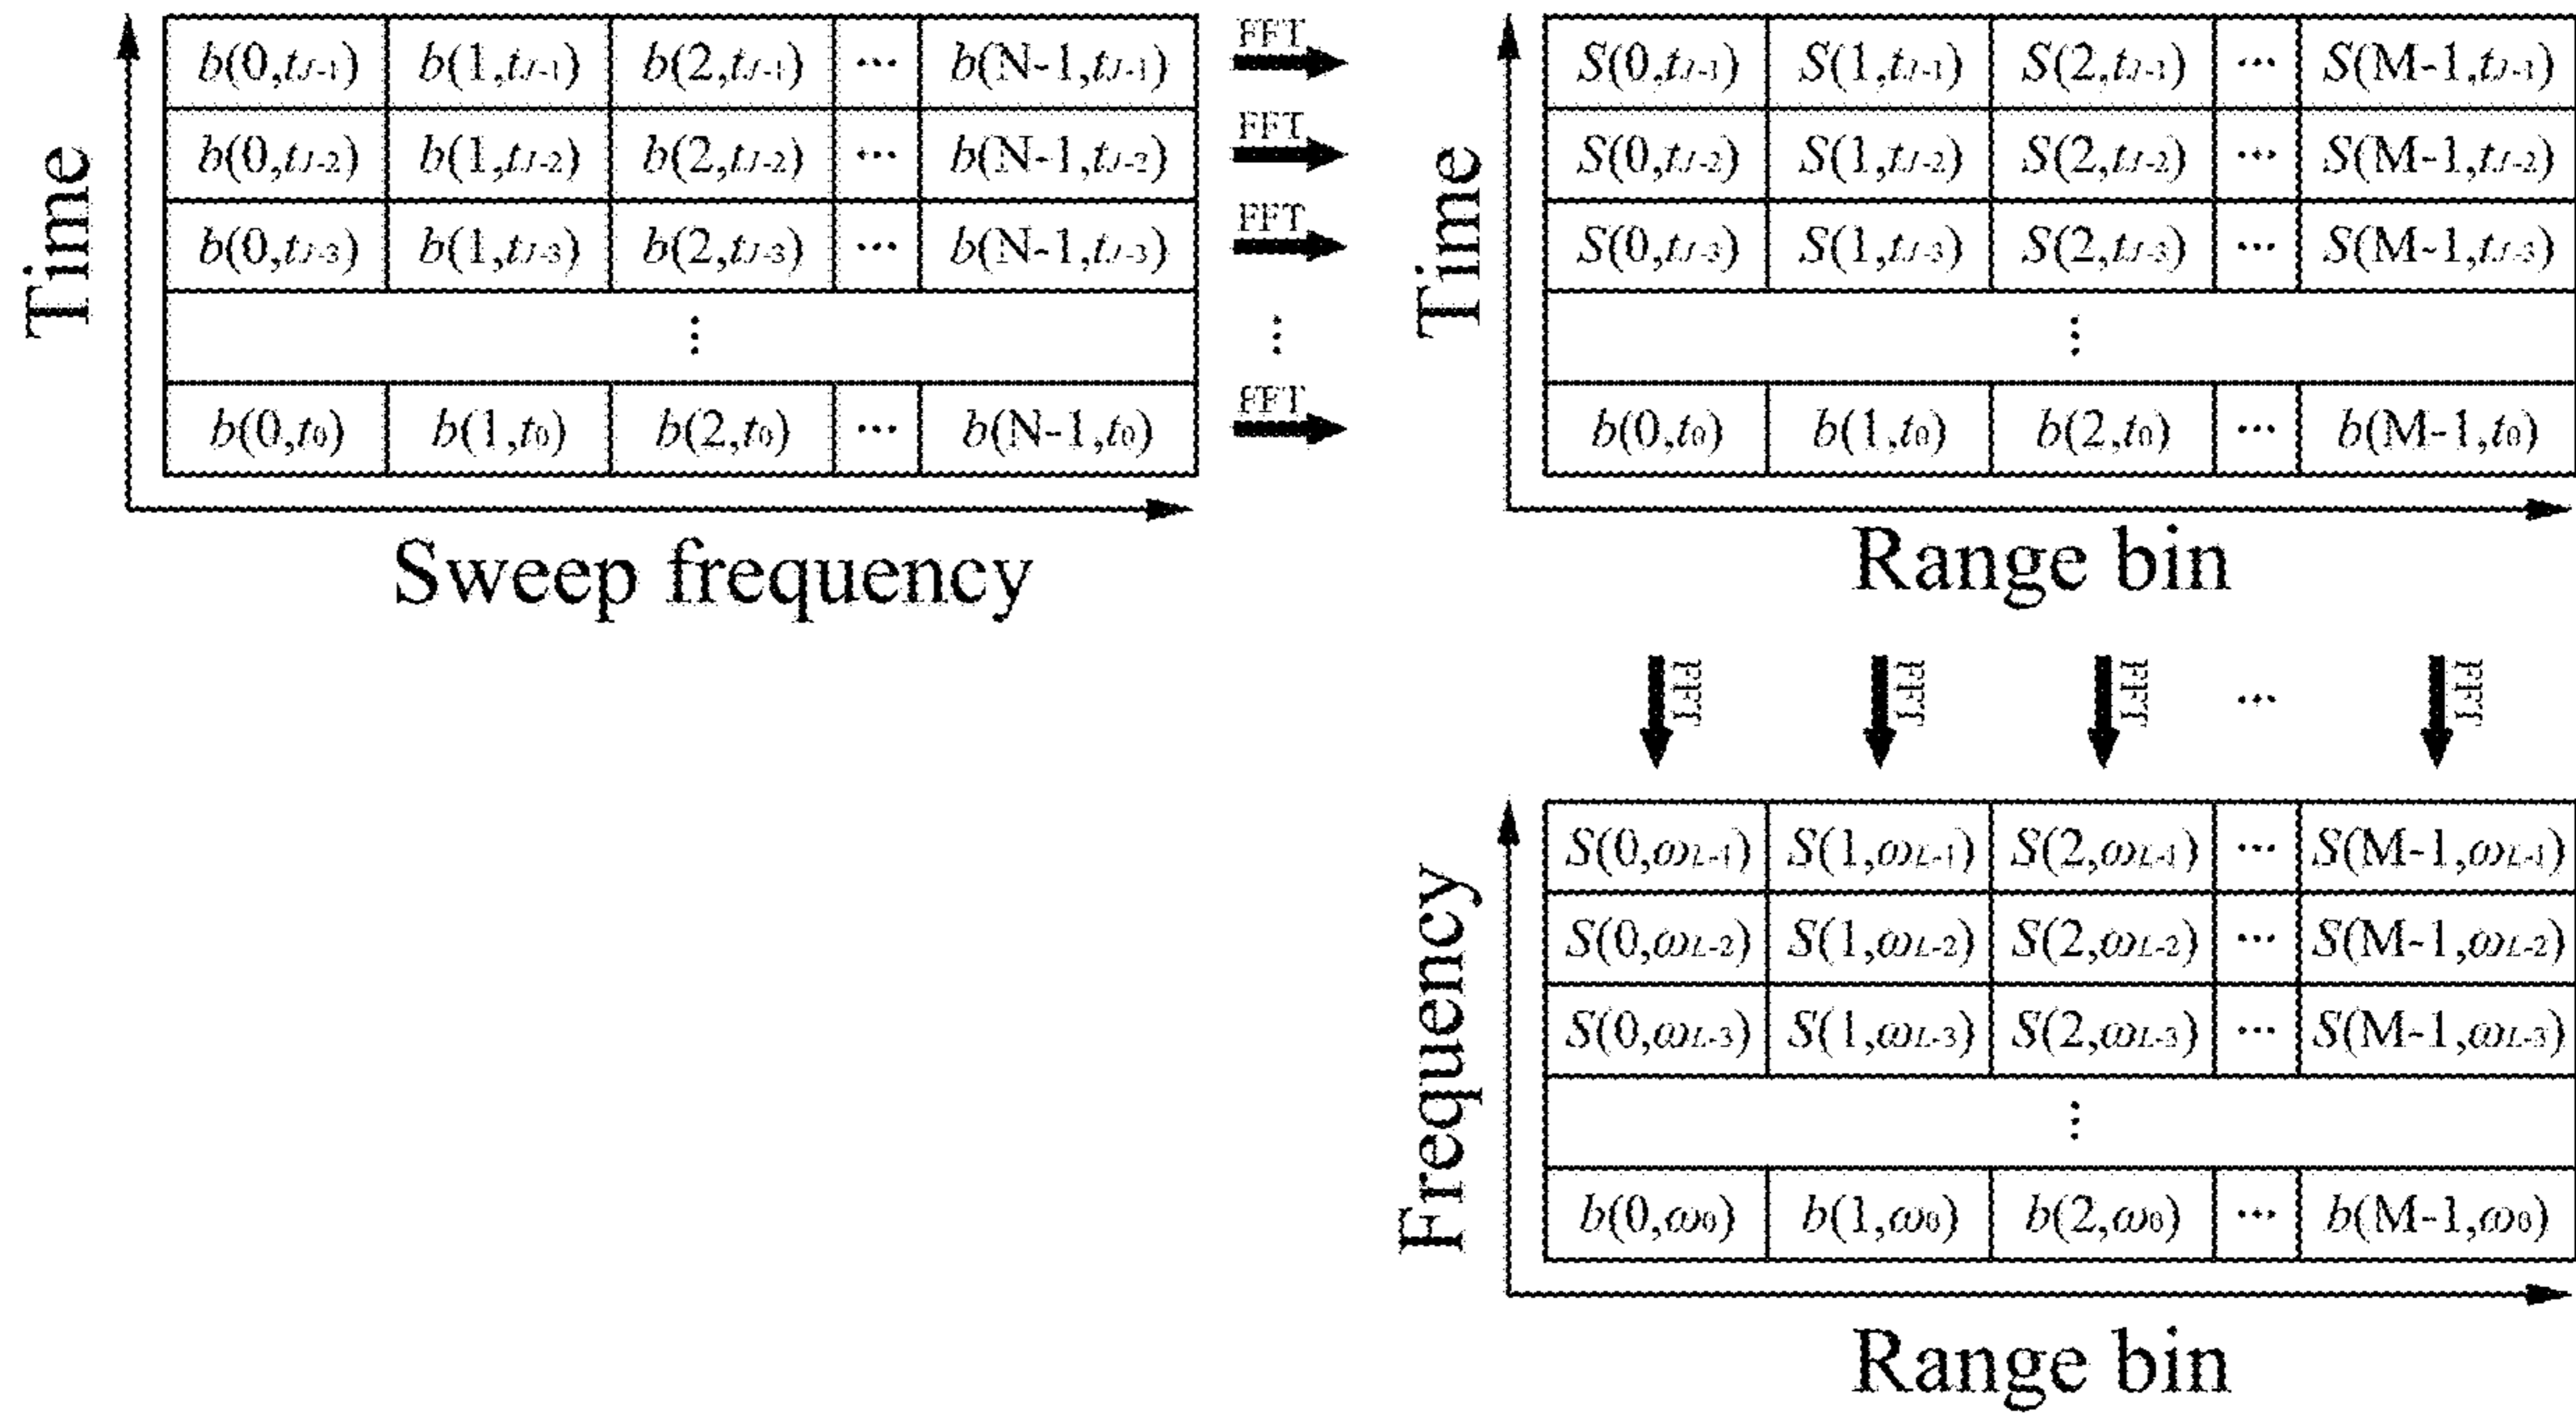 Time
b(0,tJ-1) b(1,tJ-1) b(2,tJ-1) ... b(N-1,tJ-1)
b(0,tJ-2) b(1,tJ-2) b(2,tJ-2) ... b(N-1,tJ-2)
b(0,tJ-3) b(1,tJ-3) b(2,tJ-3) ... b(N-1,tJ-3)
⋮
b(0,t0) b(1,t0) b(2,t0) ... b(N-1,t0)
Sweep frequency
FFT
FFT
FFT
⋮
FFT
Time
S(0,tJ-1) S(1,tJ-1) S(2,tJ-1) ... S(M-1,tJ-1)
S(0,tJ-2) S(1,tJ-2) S(2,tJ-2) ... S(M-1,tJ-2)
S(0,tJ-3) S(1,tJ-3) S(2,tJ-3) ... S(M-1,tJ-3)
⋮
b(0,t0) b(1,t0) b(2,t0) ... b(M-1,t0)
Range bin
FFT FFT FFT ... FFT
Frequency
S(0,ωL-1) S(1,ωL-1) S(2,ωL-1) ... S(M-1,ωL-1)
S(0,ωL-2) S(1,ωL-2) S(2,ωL-2) ... S(M-1,ωL-2)
S(0,ωL-3) S(1,ωL-3) S(2,ωL-3) ... S(M-1,ωL-3)
⋮
b(0,ω0) b(1,ω0) b(2,ω0) ... b(M-1,ω0)
Range bin